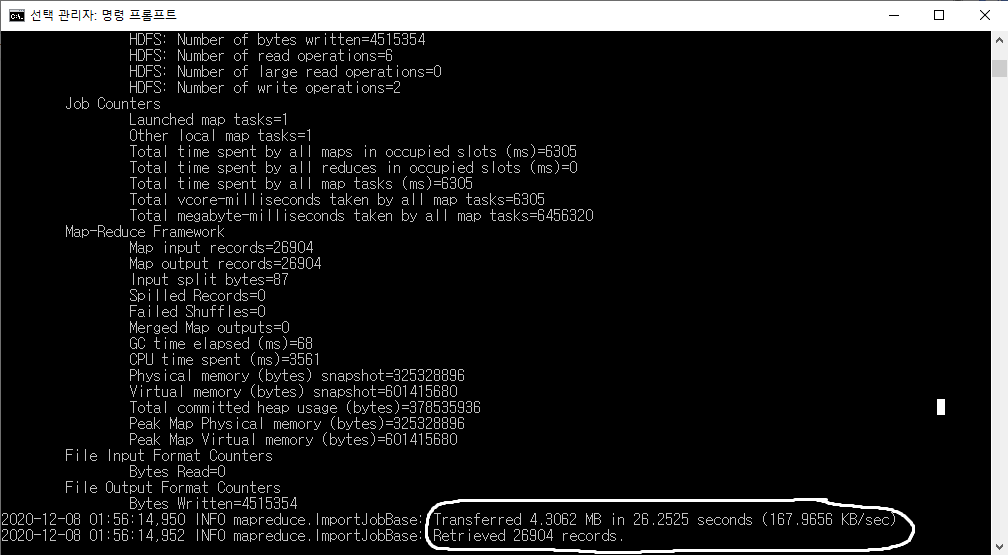 선택 관리자: 명령 프롬프트
HDFS: Number of bytes written=4515354
HDFS: Number of read operations=6
HDFS: Number of large read operations=0
HDFS: Number of write operations=2
Job Counters
Launched map tasks=1
Other local map tasks=1
Total time spent by all maps in occupied slots (ms)=6305
Total time spent by all reduces in occupied slots (ms)=0
Total time spent by all map tasks (ms)=6305
Total vcore-milliseconds taken by all map tasks=6305
Total megabyte-milliseconds taken by all map tasks=6456320
Map-Reduce Framework
Map input records=26904
Map output records=26904
Input split bytes=87
Spilled Records=0
Failed Shuffles=0
Merged Map outputs=0
GC time elapsed (ms)=68
CPU time spent (ms)=3561
Physical memory (bytes) snapshot=325328896
Virtual memory (bytes) snapshot=601415680
Total committed heap usage (bytes)=378535936
Peak Map Physical memory (bytes)=325328896
Peak Map Virtual memory (bytes)=601415680
File Input Format Counters
Bytes Read=0
File Output Format Counters
Bytes Written=4515354
2020-12-08 01:56:14,950 INFO mapreduce.ImportJobBase: Transferred 4.3062 MB in 26.2525 seconds (167.9656 KB/sec)
2020-12-08 01:56:14,952 INFO mapreduce.ImportJobBase: Retrieved 26904 records.